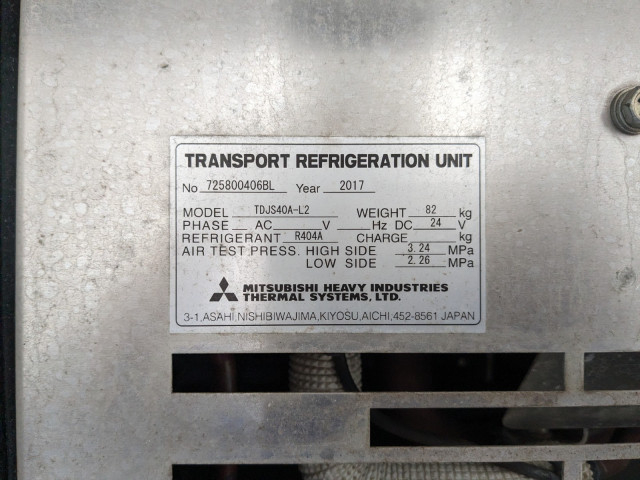 TRANSPORT REFRIGERATION UNIT
No 725800406BL Year 2017
MODEL TDJS40A-L2 WEIGHT 82 kg
PHASE AC V Hz DC 24 V
REFRIGERANT R404A CHARGE kg
AIR TEST PRESS. HIGH SIDE 3.24 MPa
LOW SIDE 2.26 MPa
MITSUBISHI HEAVY INDUSTRIES
THERMAL SYSTEMS, LTD.
3-1,ASAHI,NISHIBIWAJIMA,KIYOSU,AICHI,452-8561 JAPAN